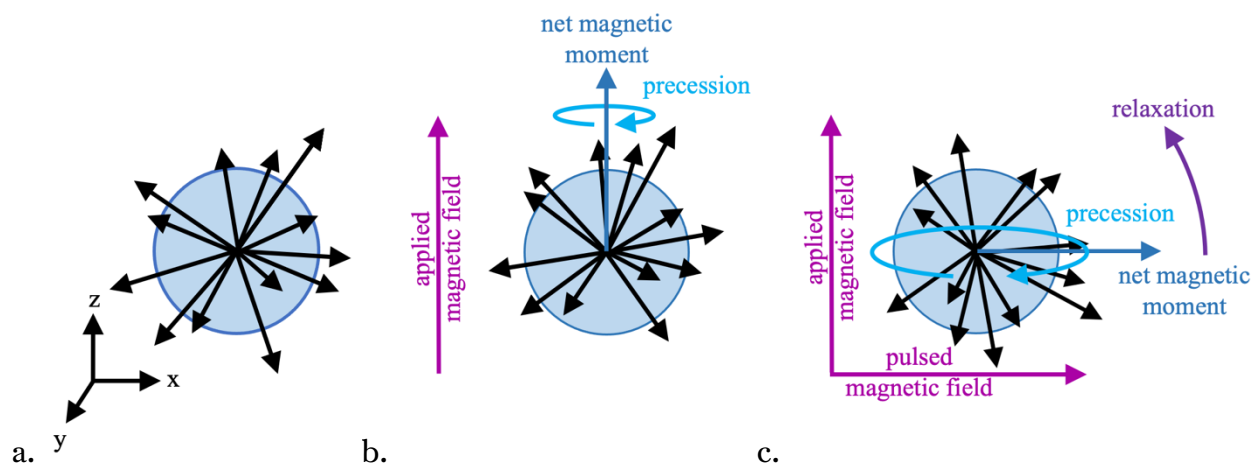 z
x
y
a.
net magnetic
moment
precession
applied
magnetic field
b.
relaxation
precession
applied
magnetic field
net magnetic
moment
pulsed
magnetic field
c.